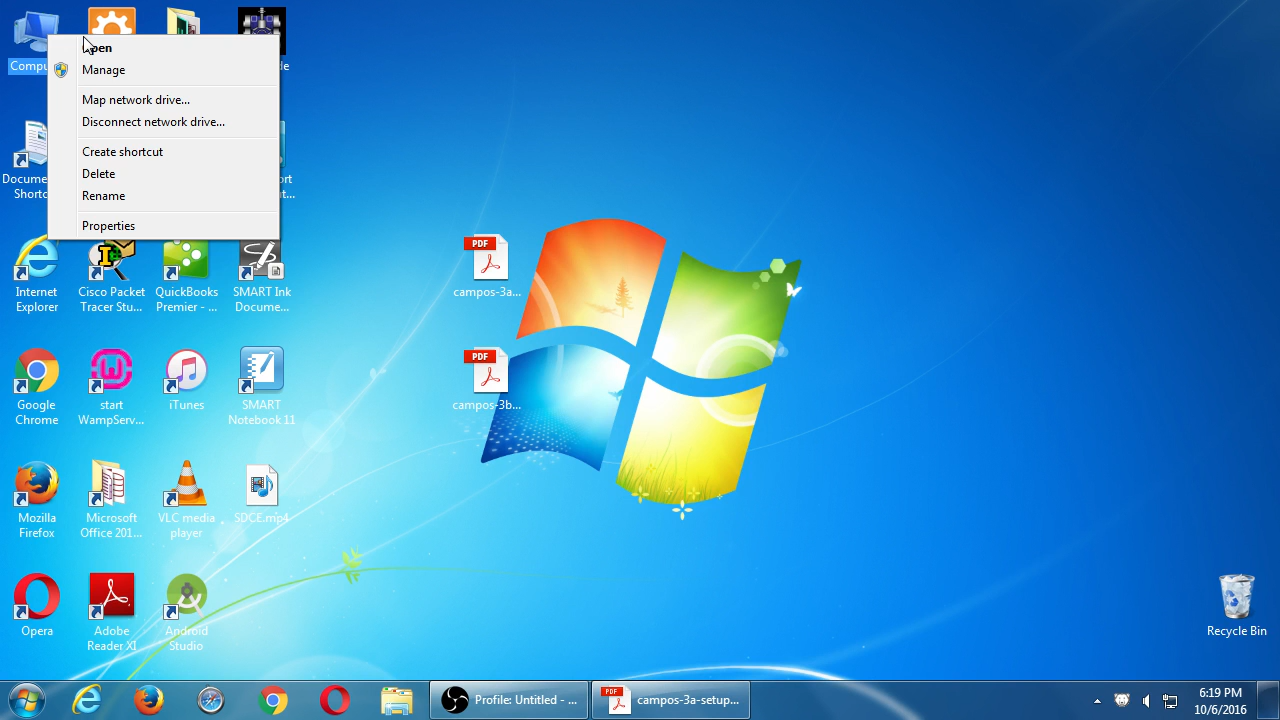 Compu
Open
Manage
Map network drive...
Disconnect network drive...
Create shortcut
Delete
Rename
Properties
Internet
Explorer
Cisco Packet
Tracer Stu...
QuickBooks
Premier - ...
SMART Ink
Docume...
PDF
campos-3a...
Google
Chrome
start
WampServ...
iTunes
SMART
Notebook 11
PDF
campos-3b...
Mozilla
Firefox
Microsoft
Office 201...
VLC media
player
SDCE.mp4
Opera
Adobe
Reader XI
Android
Studio
Recycle Bin
Profile: Untitled - ...
PDF
campos-3a-setup...
6:19 PM
10/6/2016